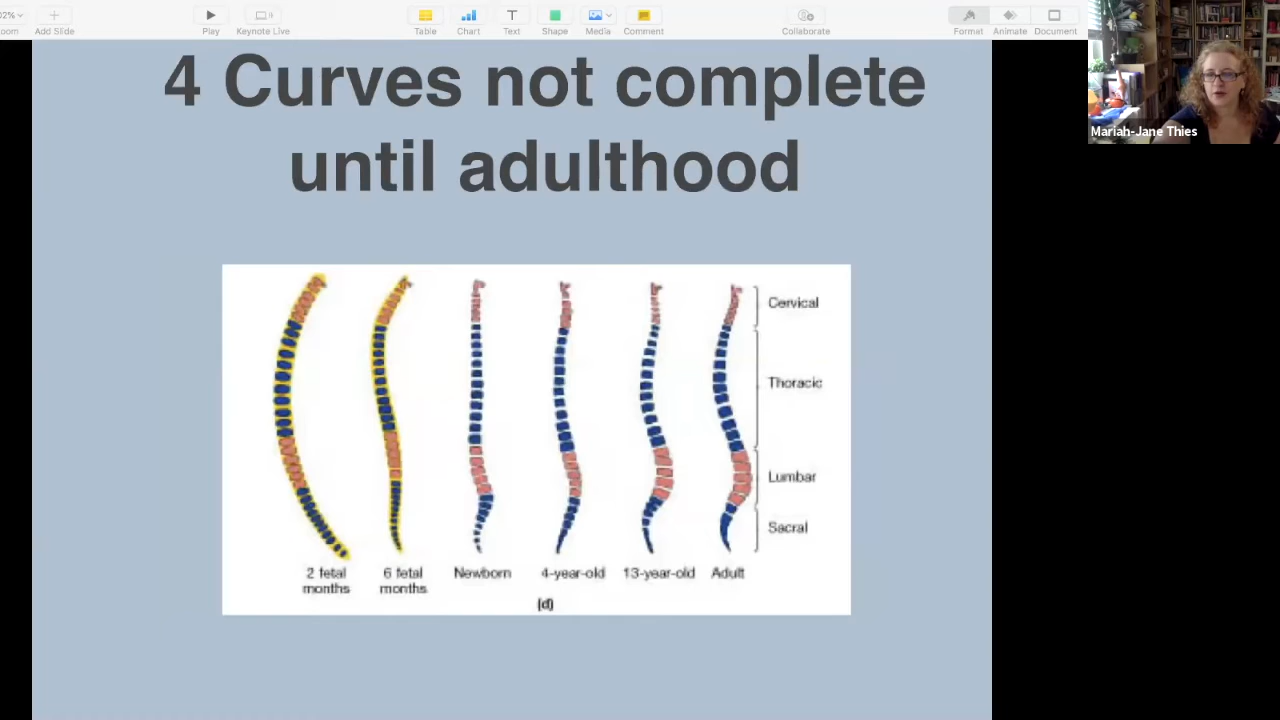 02%
oom
Add Slide
Play
Keynote Live
Table
Chart
Text
Shape
Media
Comment
Collaborate
Format
Animate
Document
4 Curves not complete
until adulthood
Mariah-Jane Thies
Cervical
Thoracic
Lumbar
Sacral
2 fetal
months
6 fetal
months
Newborn
4-year-old
13-year-old
Adult
(d)